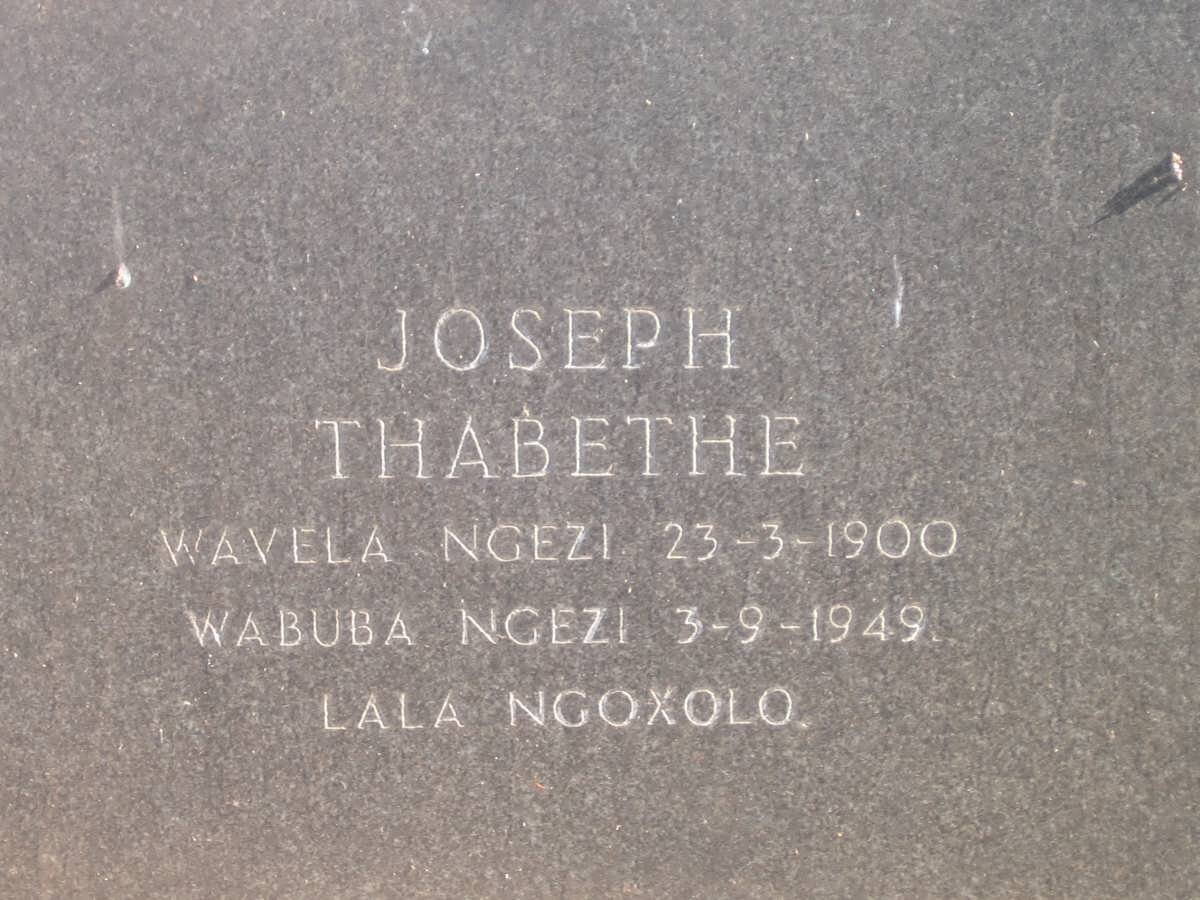 JOSEPH
THABETHE
WAVELA NGEZI 23-3-1900
WABUBA NGEZI 3-9-1949.
LALA NGOXOLO.